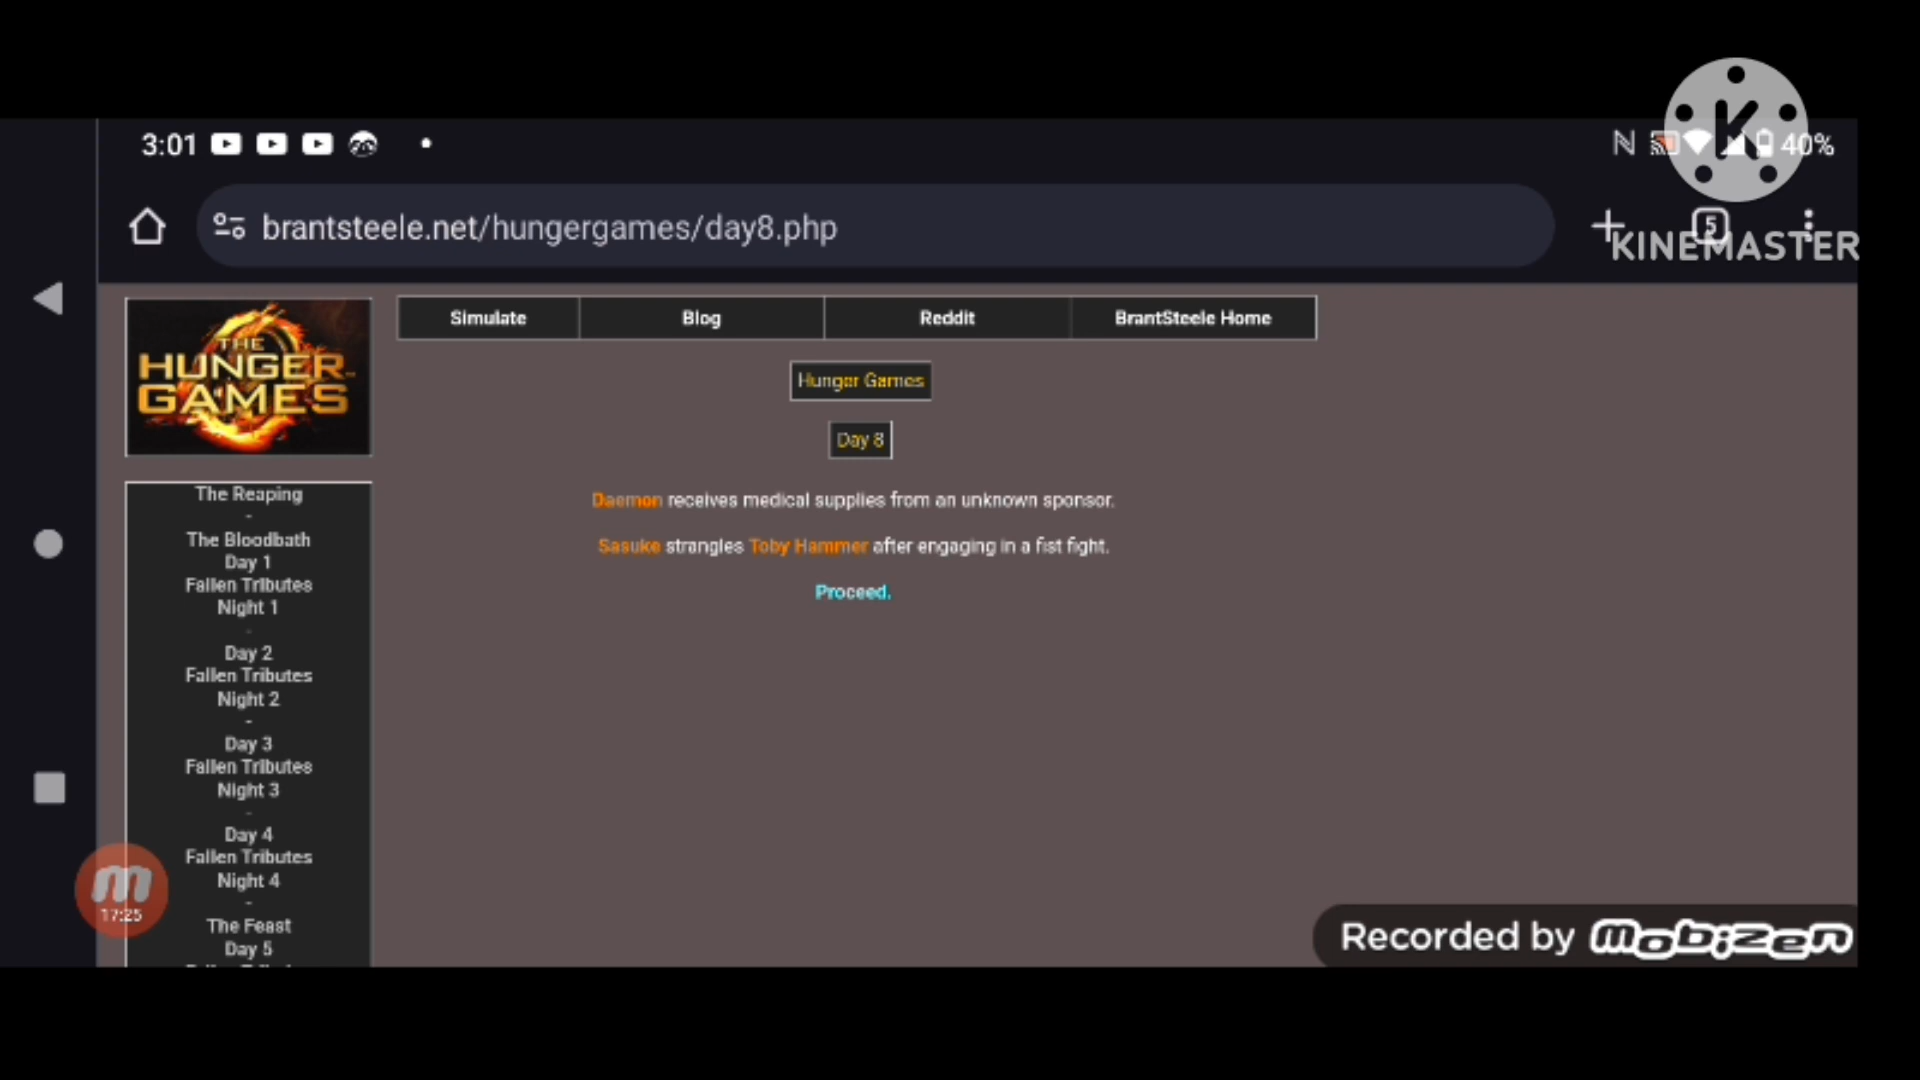 3:01
40%
K
KINEMASTER
brantsteele.net/hungergames/day8.php
5
THE
HUNGER
GAMES
Simulate
Blog
Reddit
BrantSteele Home
Hunger Games
Day 8
Daemon receives medical supplies from an unknown sponsor.
Sasuke strangles Toby Hammer after engaging in a fist fight.
Proceed.
The Reaping
-
The Bloodbath
Day 1
Fallen Tributes
Night 1
-
Day 2
Fallen Tributes
Night 2
-
Day 3
Fallen Tributes
Night 3
-
Day 4
Fallen Tributes
Night 4
-
The Feast
Day 5
m
17:25
Recorded by mobizen